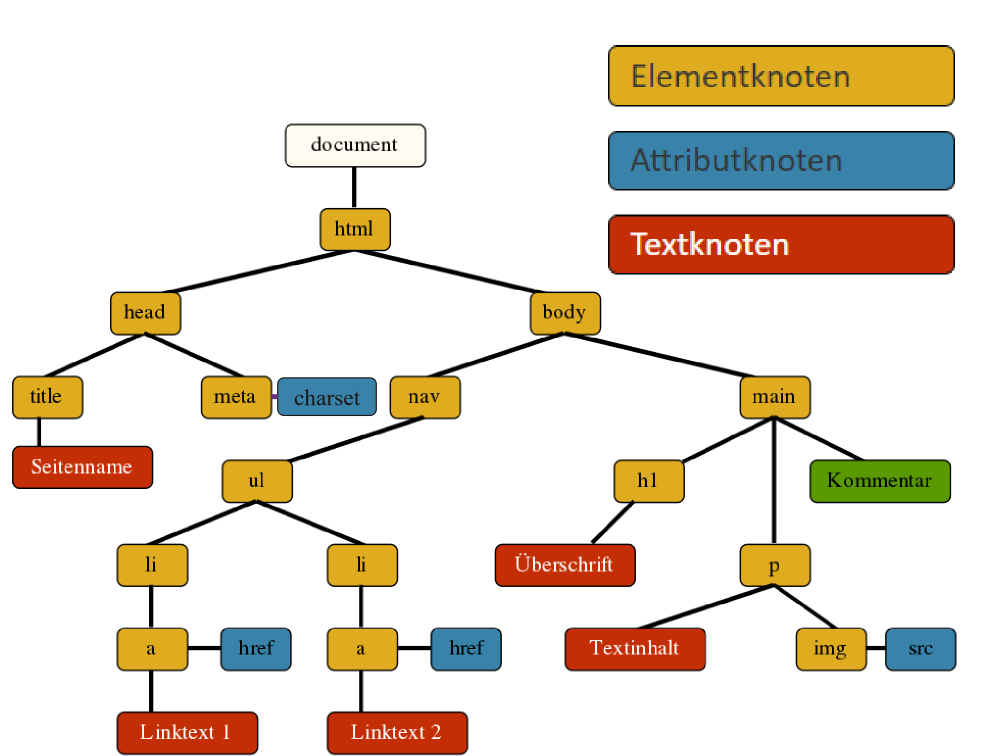 Elementknoten
Attributknoten
Textknoten
document
html
head
body
title
meta
charset
nav
main
Seitenname
ul
h1
Kommentar
li
li
Überschrift
p
a
href
a
href
Textinhalt
img
src
Linktext 1
Linktext 2